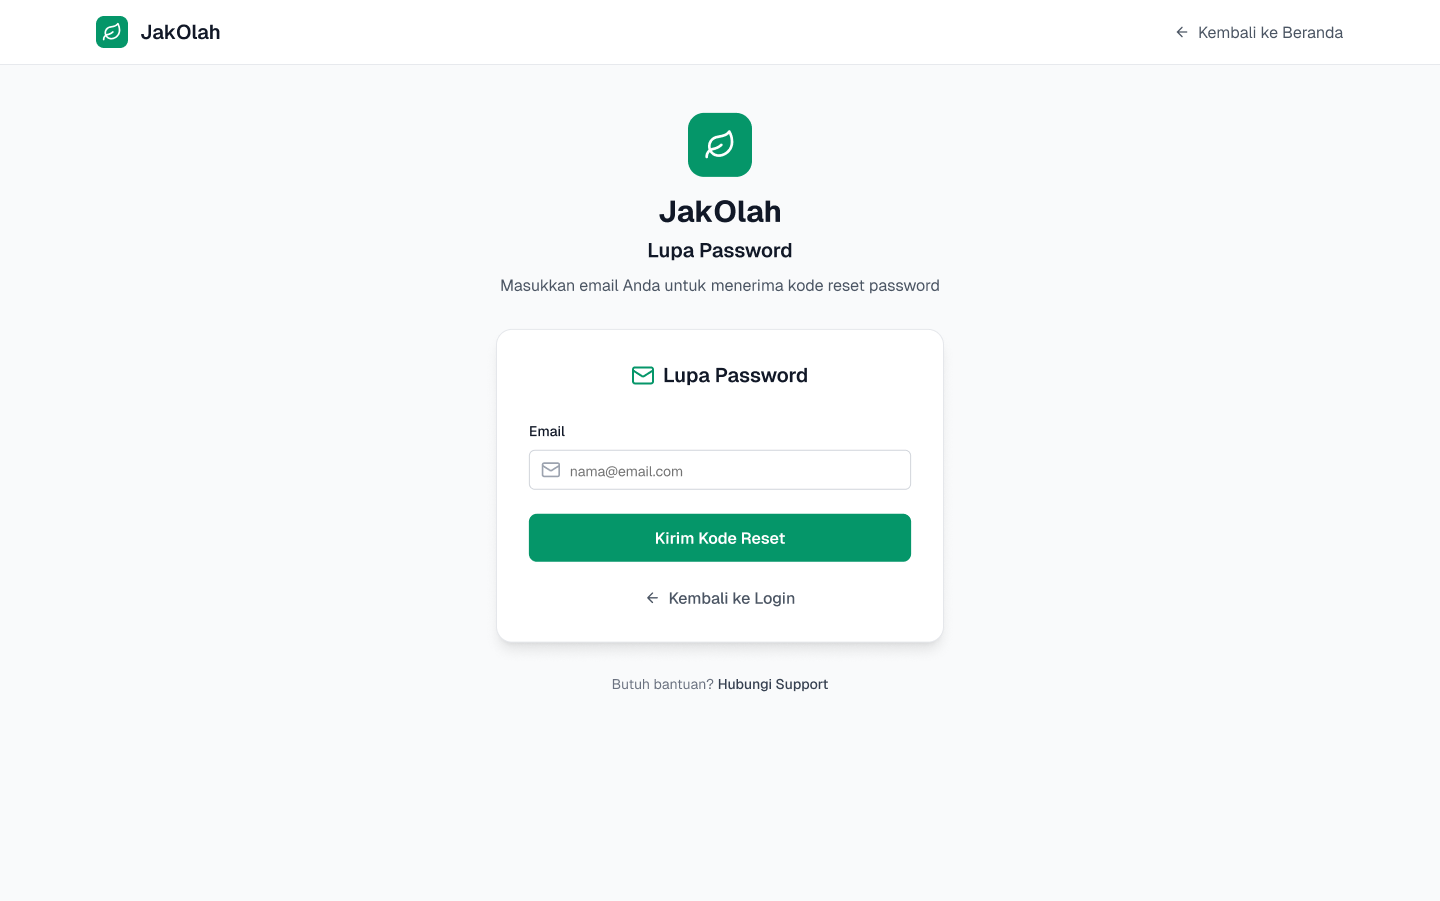 JakOlah
Kembali ke Beranda
JakOlah
Lupa Password
Masukkan email Anda untuk menerima kode reset password
Lupa Password
Email
nama@email.com
Kirim Kode Reset
Kembali ke Login
Butuh bantuan? Hubungi Support